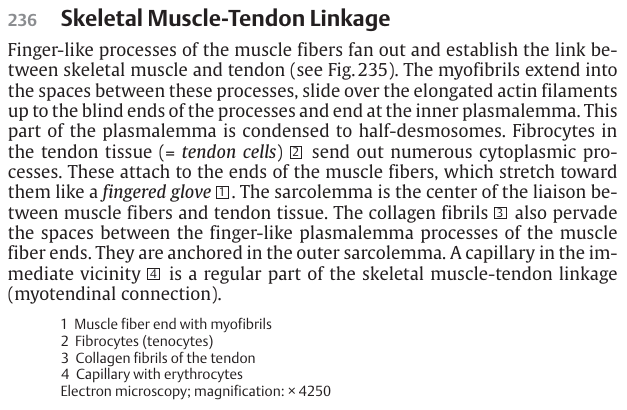 236 Skeletal Muscle-Tendon Linkage
Finger-like processes of the muscle fibers fan out and establish the link be-
tween skeletal muscle and tendon (see Fig. 235). The myofibrils extend into
the spaces between these processes, slide over the elongated actin filaments
up to the blind ends of the processes and end at the inner plasmalemma. This
part of the plasmalemma is condensed to half-desmosomes. Fibrocytes in
the tendon tissue (= tendon cells) 2 send out numerous cytoplasmic pro-
cesses. These attach to the ends of the muscle fibers, which stretch toward
them like a fingered glove 1. The sarcolemma is the center of the liaison be-
tween muscle fibers and tendon tissue. The collagen fibrils 3 also pervade
the spaces between the finger-like plasmalemma processes of the muscle
fiber ends. They are anchored in the outer sarcolemma. A capillary in the im-
mediate vicinity 4 is a regular part of the skeletal muscle-tendon linkage
(myotendinal connection).
1 Muscle fiber end with myofibrils
2 Fibrocytes (tenocytes)
3 Collagen fibrils of the tendon
4 Capillary with erythrocytes
Electron microscopy; magnification: × 4250